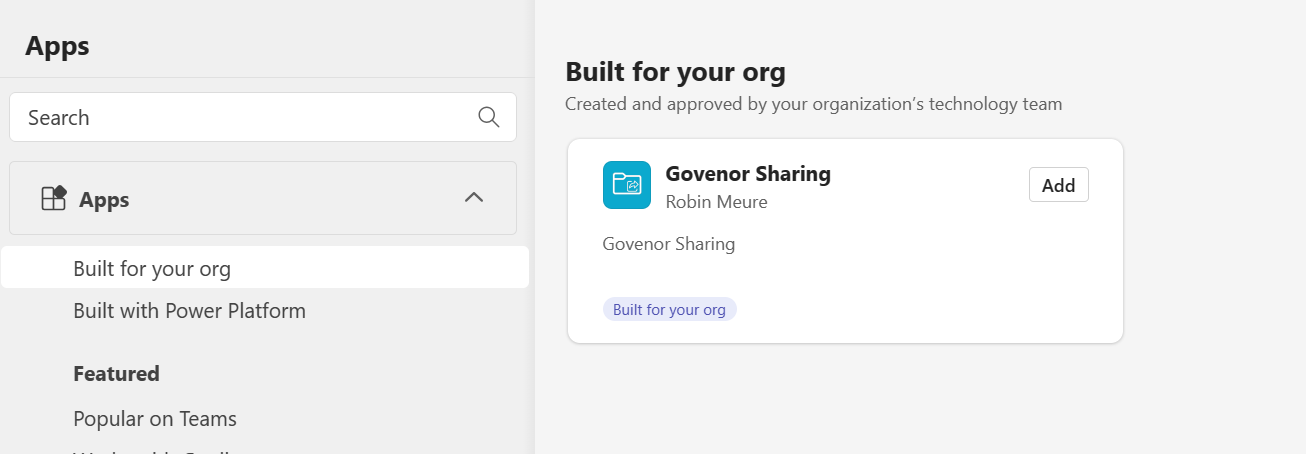 Apps
Search
Apps
Built for your org
Built with Power Platform
Featured
Popular on Teams
Built for your org
Created and approved by your organization’s technology team
Govenor Sharing
Robin Meure
Add
Govenor Sharing
Built for your org